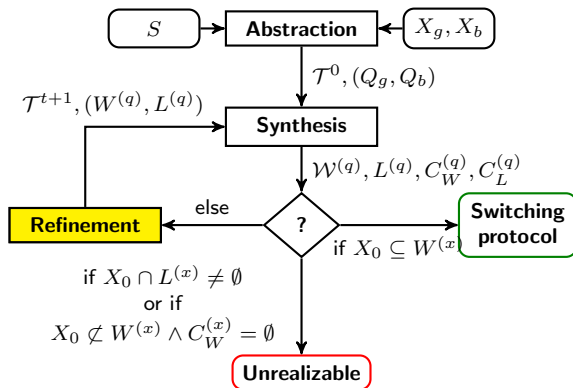 S
Abstraction
X_g, X_b
𝒯^0, (Q_g, Q_b)
𝒯^{t+1}, (W^{(q)}, L^{(q)})
Synthesis
𝒲^{(q)}, L^{(q)}, C_W^{(q)}, C_L^{(q)}
Refinement
else
?
if X_0 ⊆ W^{(x)}
Switching
protocol
if X_0 ∩ L^{(x)} ≠ ∅
or if
X_0 ⊄ W^{(x)} ∧ C_W^{(x)} = ∅
Unrealizable